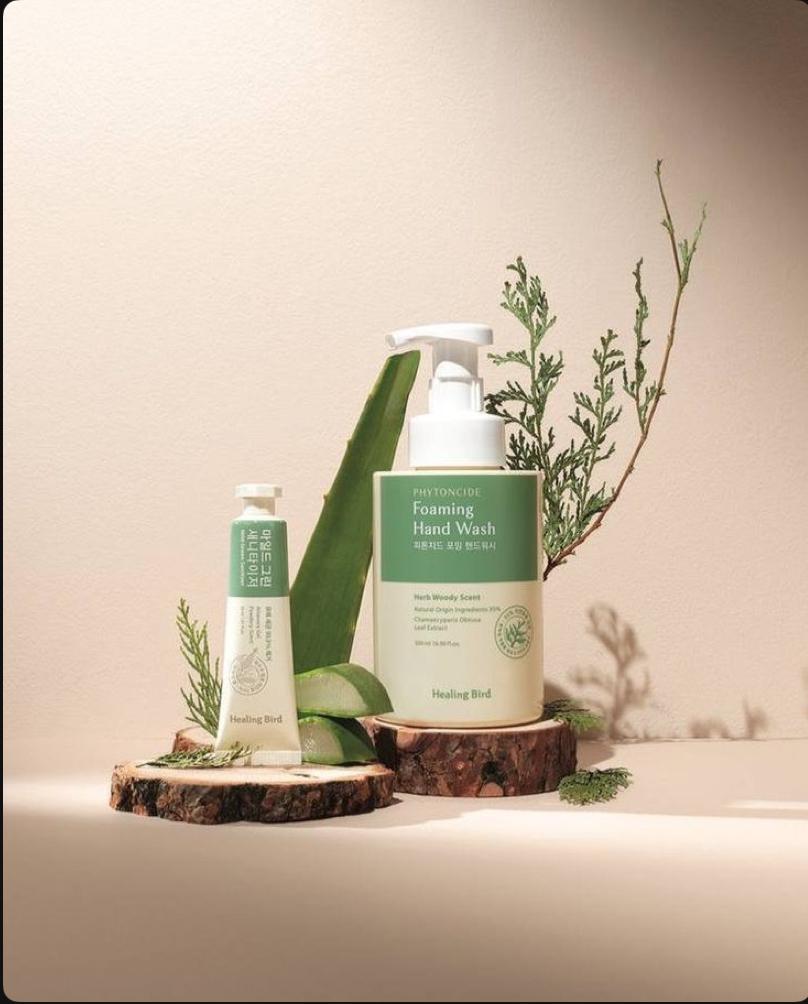 마일드 그린
새니타이저
Healing Bird
PHYTONCIDE
Foaming
Hand Wash
피톤치드 포밍 핸드워시
Herb Woody Scent
Natural Origin Ingredients 95%
Chamaecyparis Obtusa
Leaf Extract
Healing Bird